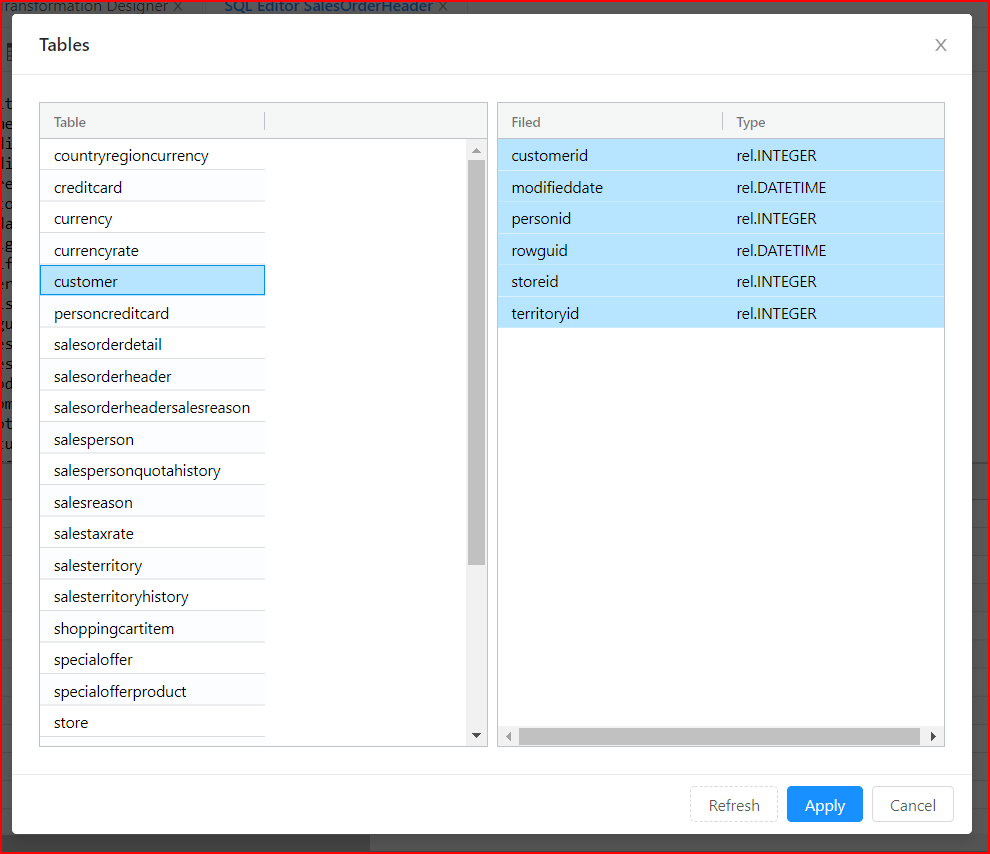 SQL Editor SalesOrderHeader X
Tables
Table
countryregioncurrency
creditcard
currency
currencyrate
customer
personcreditcard
salesorderdetail
salesorderheader
salesorderheadersalesreason
salesperson
salespersonquotahistory
salesreason
salestaxrate
salesterritory
salesterritoryhistory
shoppingcartitem
specialoffer
specialofferproduct
store
Filed Type
customerid rel.INTEGER
modifieddate rel.DATETIME
personid rel.INTEGER
rowguid rel.DATETIME
storeid rel.INTEGER
territoryid rel.INTEGER
Refresh Apply Cancel